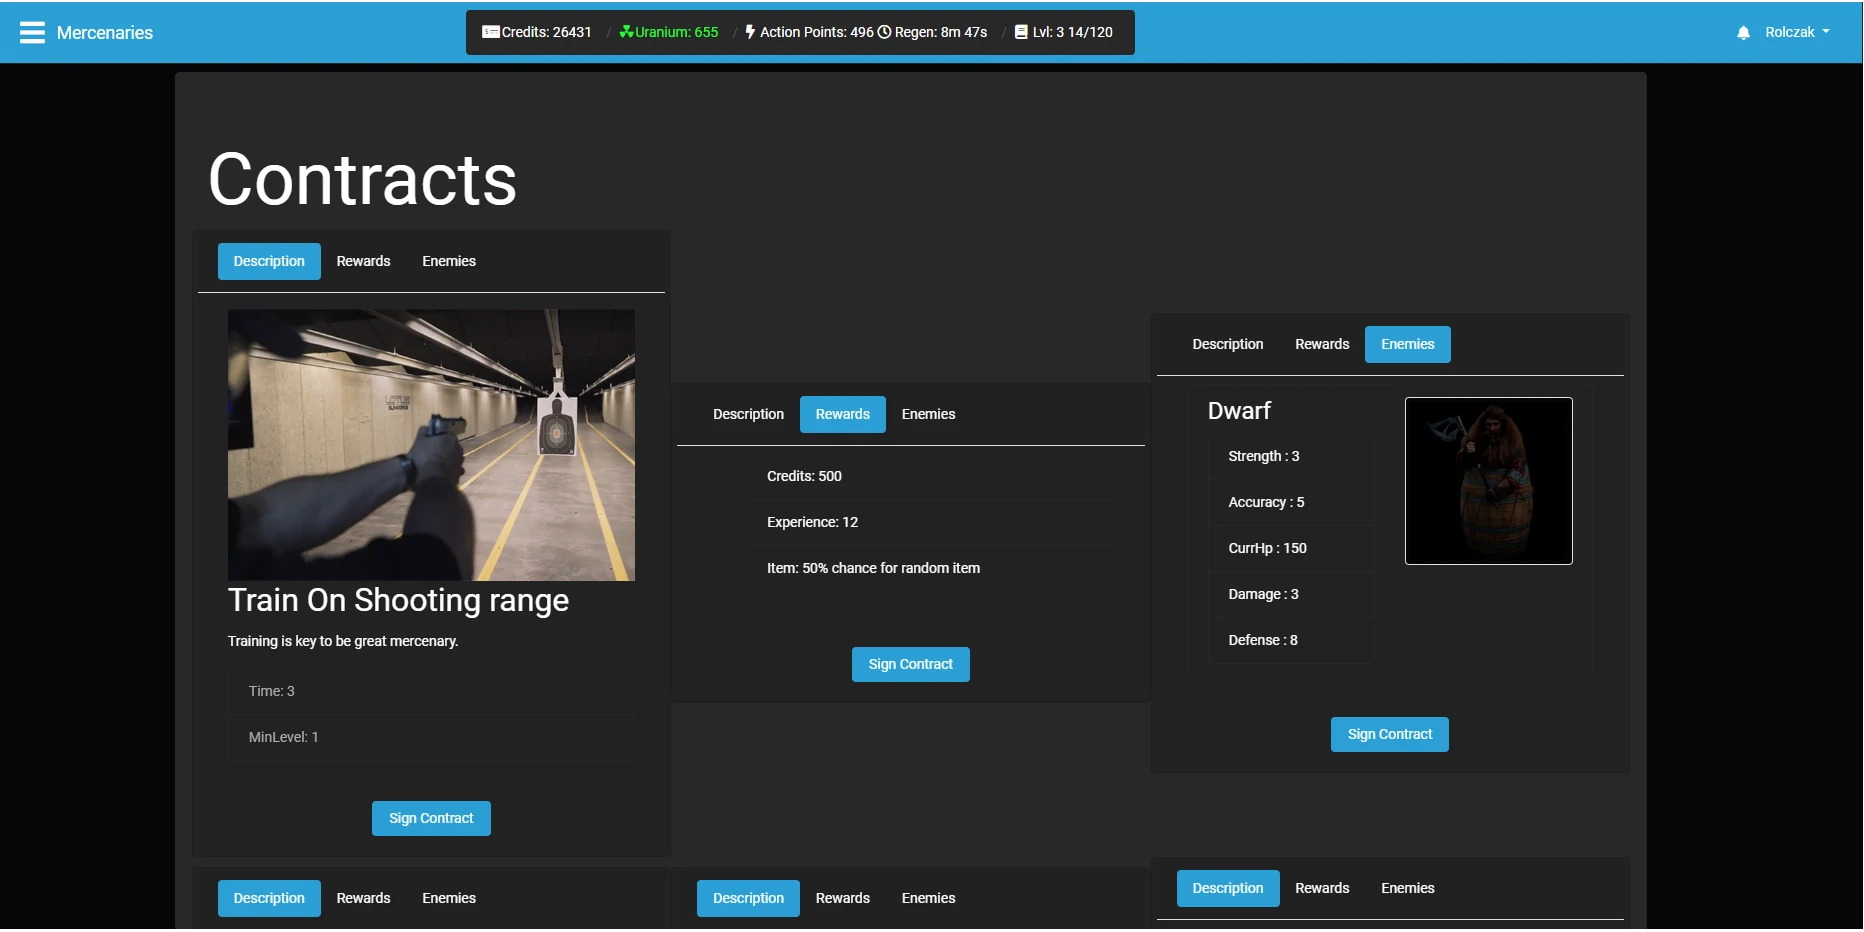 Mercenaries
Credits: 26431 / Uranium: 655 / Action Points: 496 Regen: 8m 47s / Lvl: 3 14/120
Rolczak
Contracts
Description Rewards Enemies
Train On Shooting range
Training is key to be great mercenary.
Time: 3
MinLevel: 1
Sign Contract
Description Rewards Enemies
Credits: 500
Experience: 12
Item: 50% chance for random item
Sign Contract
Description Rewards Enemies
Dwarf
Strength : 3
Accuracy : 5
CurrHp : 150
Damage : 3
Defense : 8
Sign Contract
Description Rewards Enemies
Description Rewards Enemies
Description Rewards Enemies